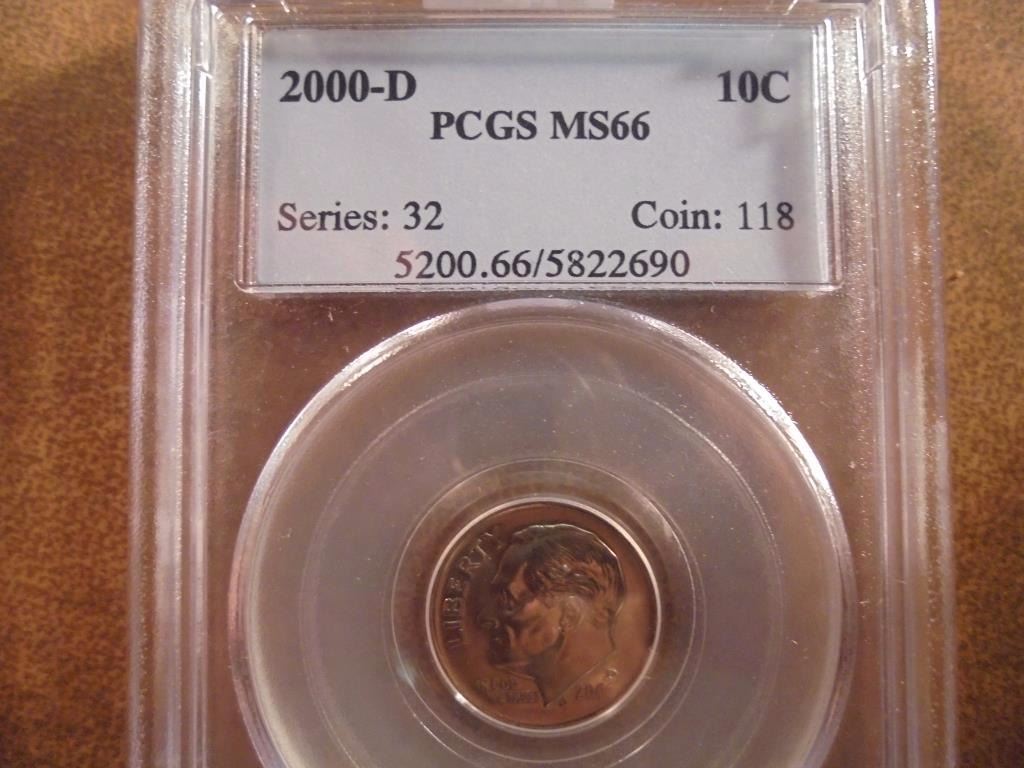 2000-D 10C
PCGS MS66
Series: 32 Coin: 118
5200.66/5822690
LIBERTY